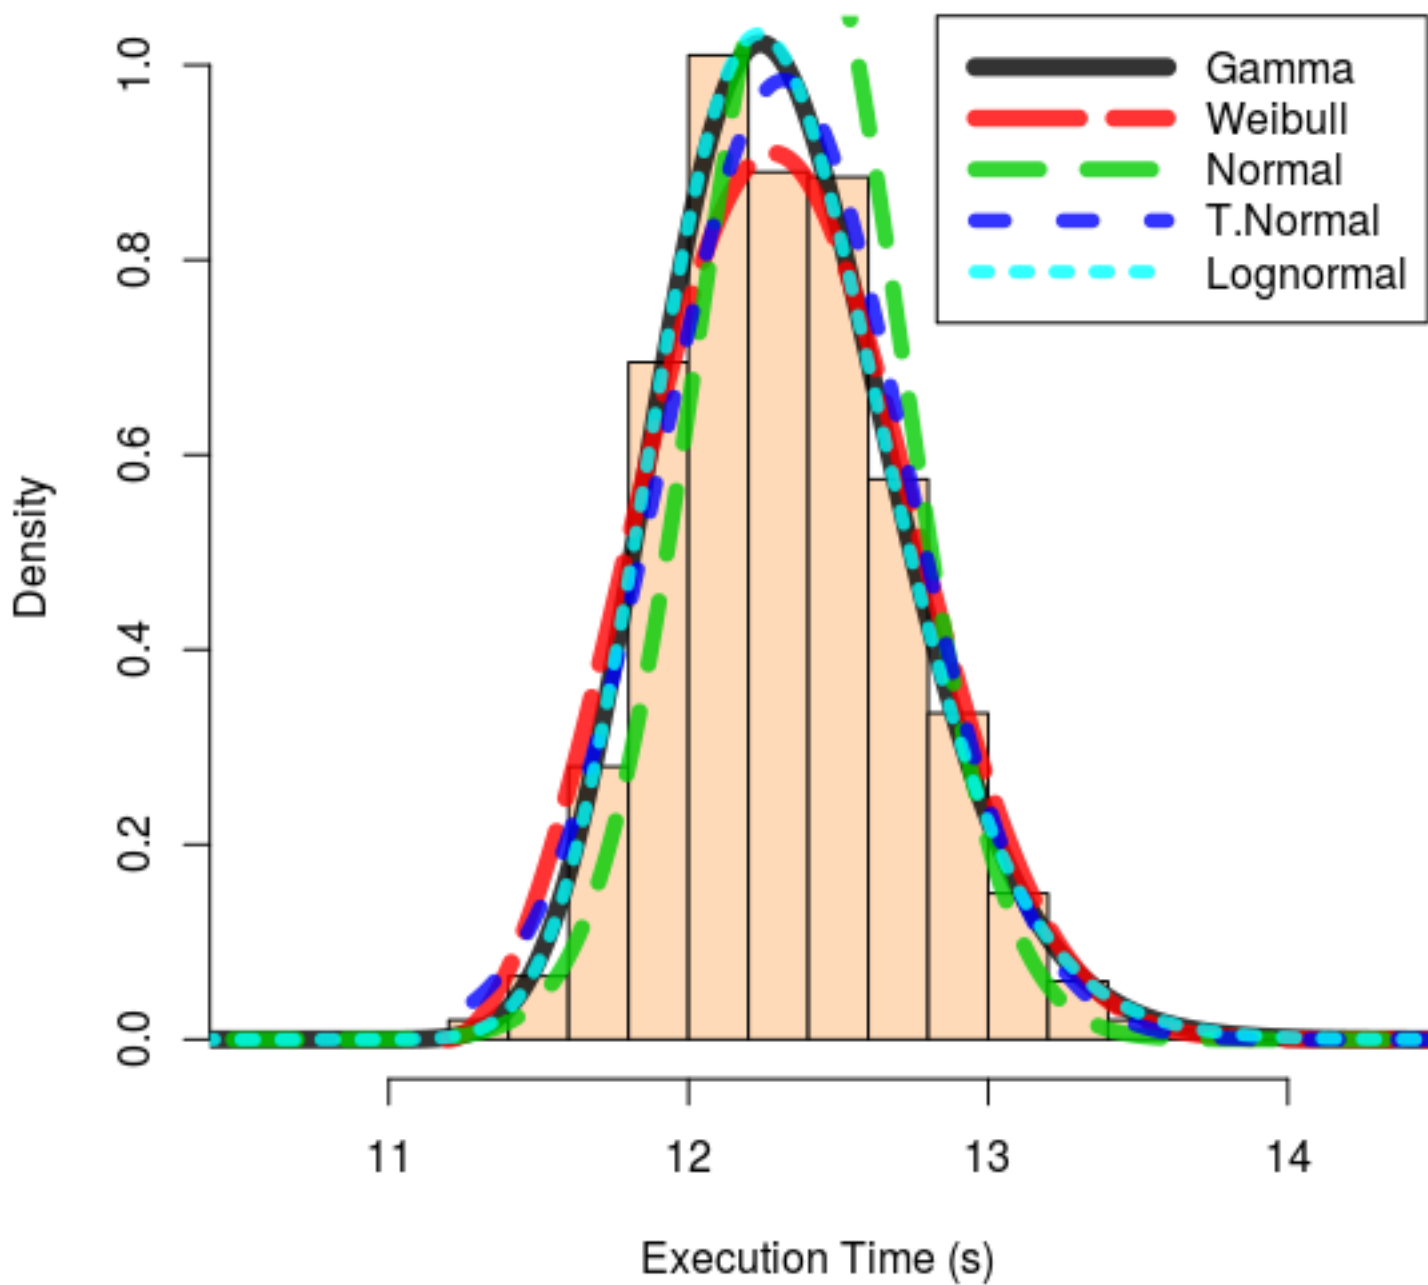 Gamma
Weibull
Normal
T.Normal
Lognormal
Density
1.0
0.8
0.6
0.4
0.2
0.0
11 12 13 14
Execution Time (s)